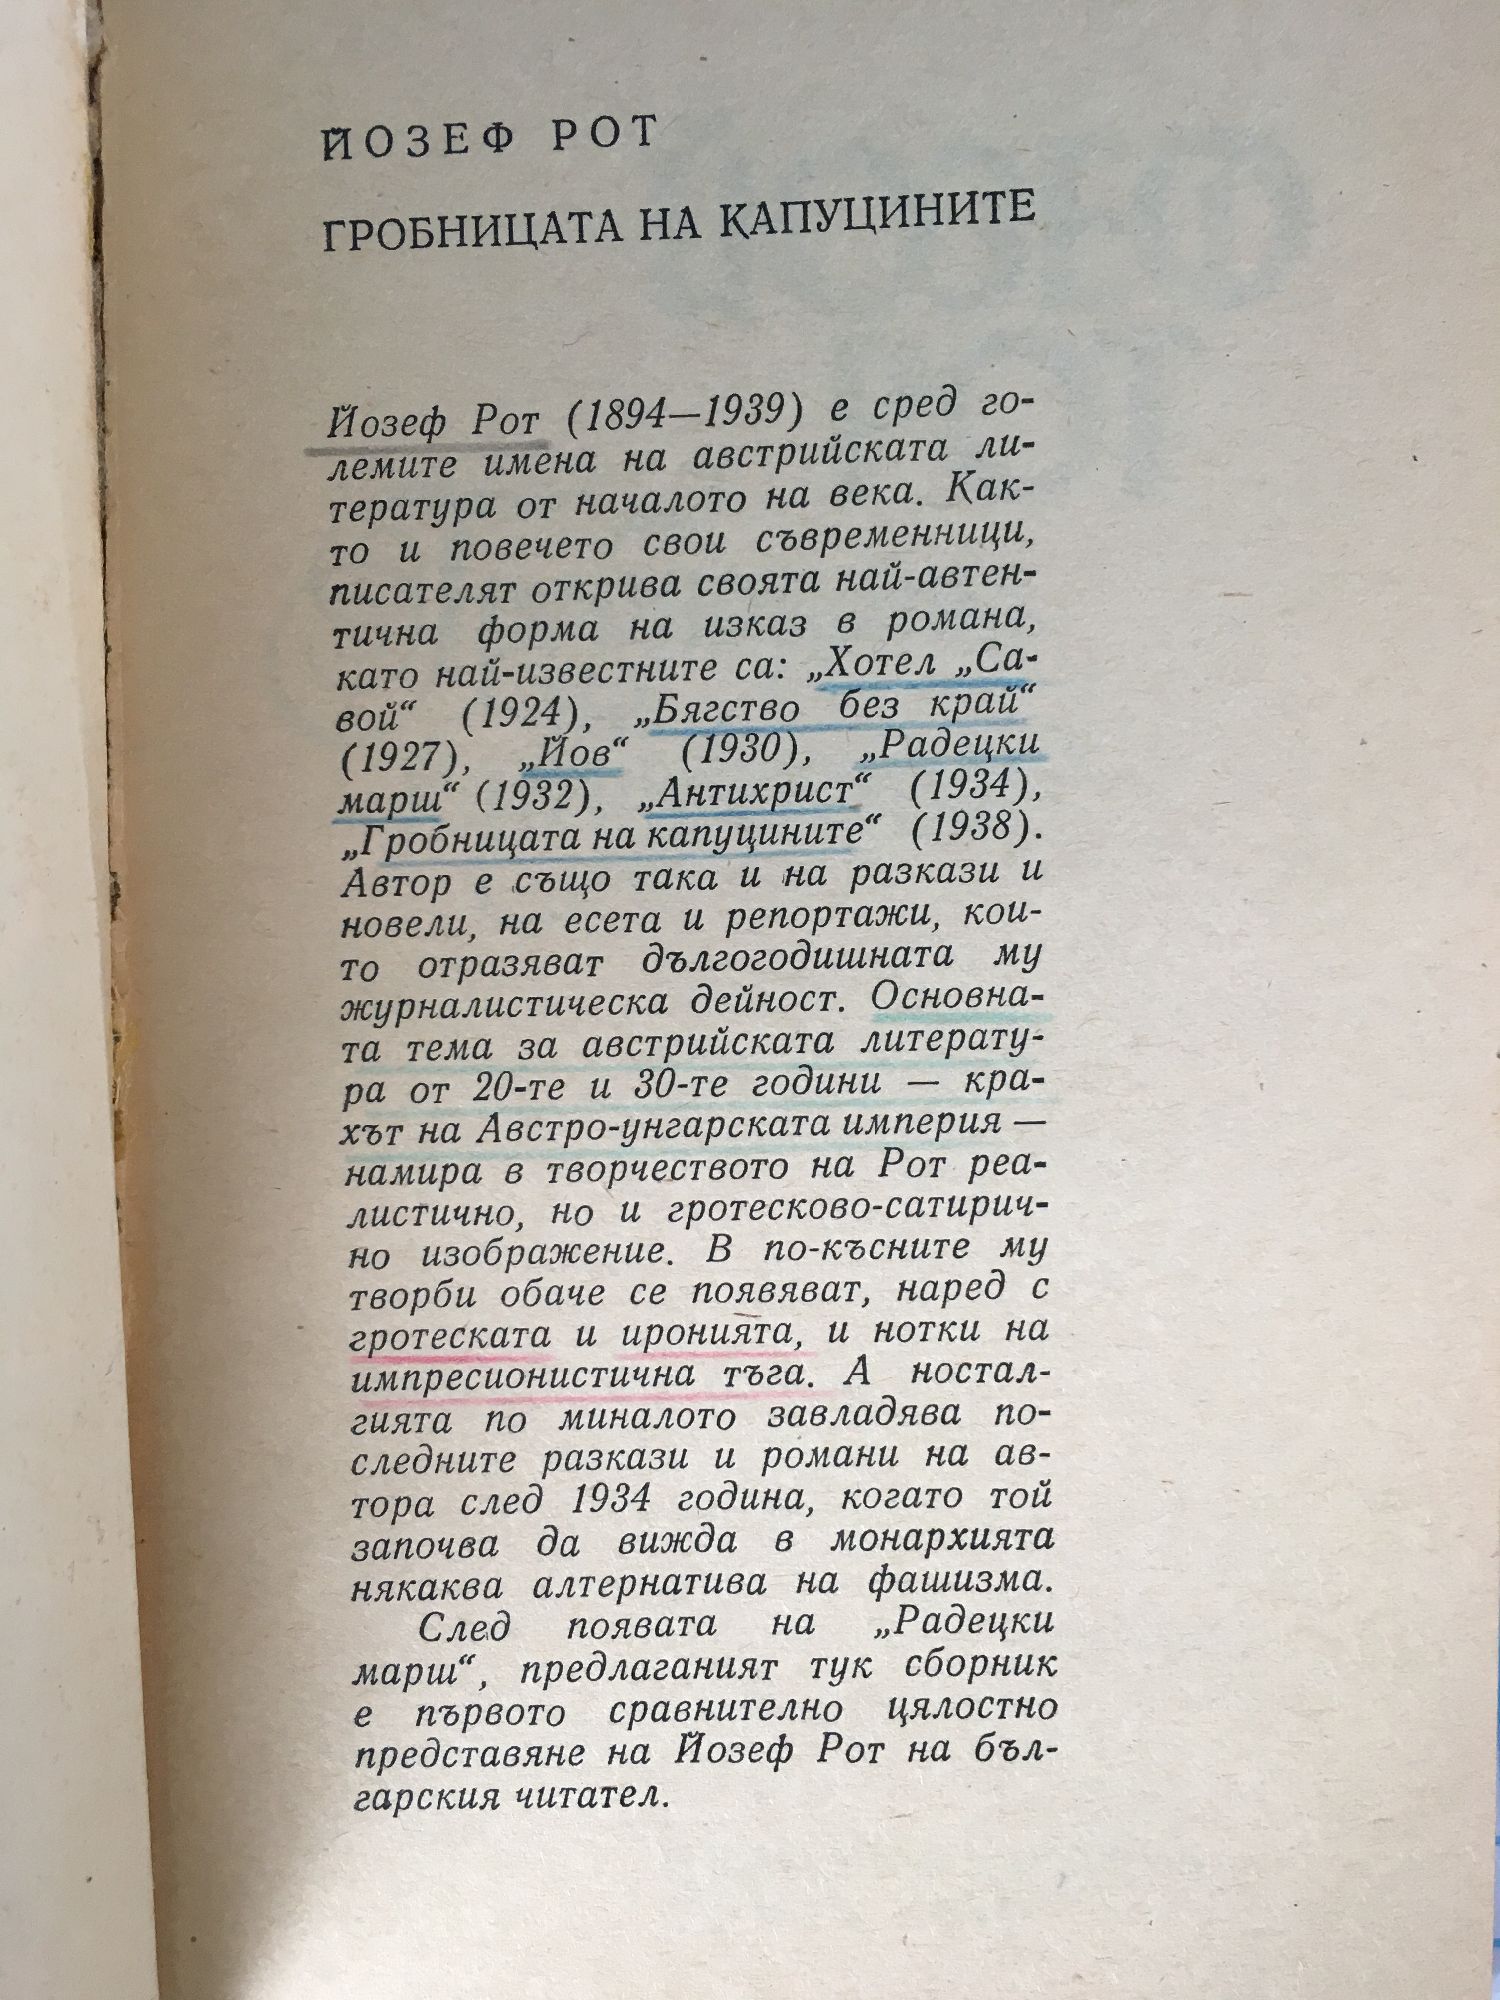 ЙОЗЕФ РОТ
ГРОБНИЦАТА НА КАПУЦИНИТЕ
Йозеф Рот (1894—1939) е сред го-
лемите имена на австрийската ли-
тература от началото на века. Как-
то и повечето свои съвременници,
писателят открива своята най-автен-
тична форма на изказ в романа,
като най-известните са: „Хотел „Са-
вой“ (1924), „Бягство без край“
(1927), „Йов“ (1930), „Радецки
марш“ (1932), „Антихрист“ (1934),
„Гробницата на капуцините“ (1938).
Автор е също така и на разкази и
новели, на есета и репортажи, кои-
то отразяват дългогодишната му
журналистическа дейност. Основна-
та тема за австрийската литерату-
ра от 20-те и 30-те години — кра-
хът на Австро-унгарската империя —
намира в творчеството на Рот реа-
листично, но и гротесково-сатирич-
но изображение. В по-късните му
творби обаче се появяват, наред с
гротеската и иронията, и нотки на
импресионистична тъга. А носталгията
гията по миналото завладява по-
следните разкази и романи на ав-
тора след 1934 година, когато той
започва да вижда в монархията
някаква алтернатива на фашизма.
След появата на „Радецки
марш“, предлаганият тук сборник
е първото сравнително цялостно
представяне на Йозеф Рот на бъл-
гарския читател.